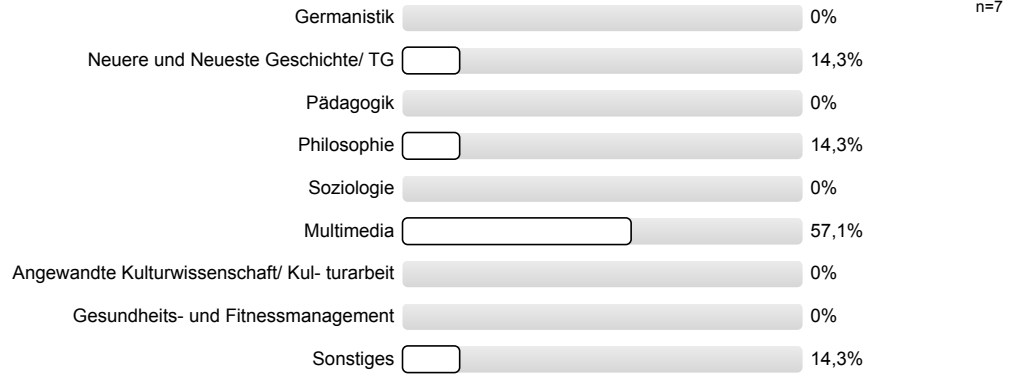 Germanistik 0% n=7
Neuere und Neueste Geschichte/ TG 14,3%
Pädagogik 0%
Philosophie 14,3%
Soziologie 0%
Multimedia 57,1%
Angewandte Kulturwissenschaft/ Kul- turarbeit 0%
Gesundheits- und Fitnessmanagement 0%
Sonstiges 14,3%